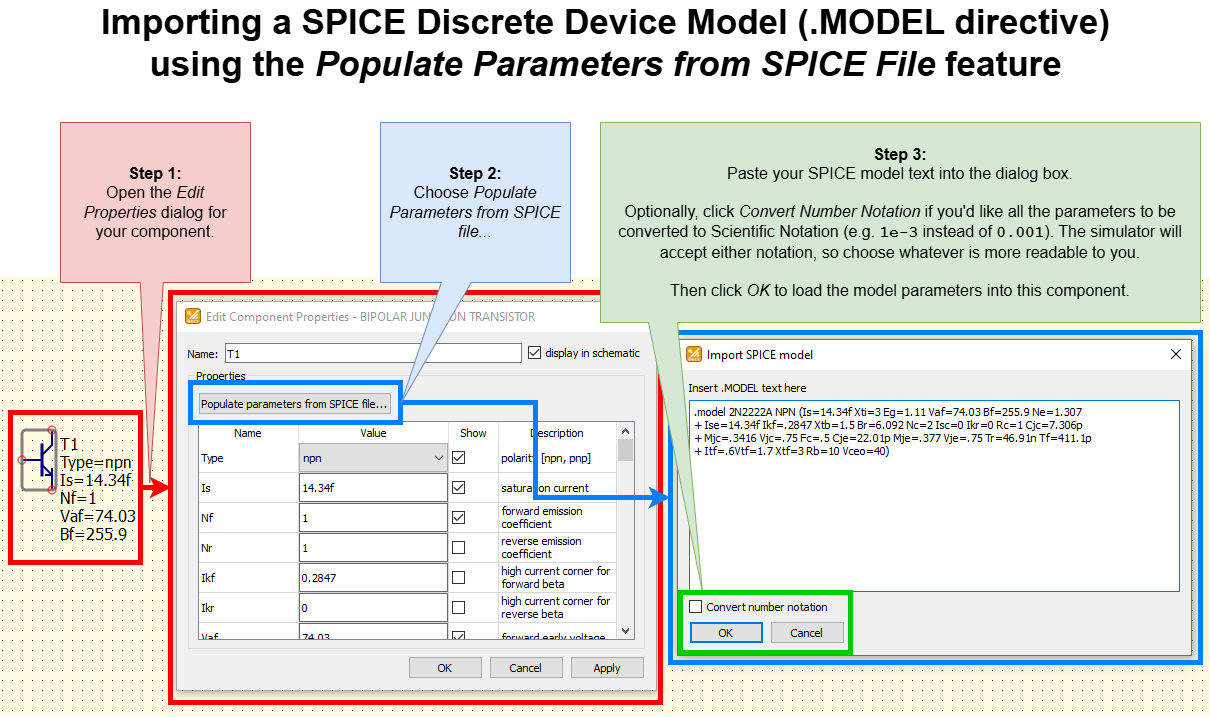 Importing a SPICE Discrete Device Model (.MODEL directive)
using the Populate Parameters from SPICE File feature
Step 1:
Open the Edit
Properties dialog for
your component.
Step 2:
Choose Populate
Parameters from SPICE
file...
Step 3:
Paste your SPICE model text into the dialog box.
Optionally, click Convert Number Notation if you'd like all the parameters to be
converted to Scientific Notation (e.g. 1e-3 instead of 0.001). The simulator will
accept either notation, so choose whatever is more readable to you.
Then click OK to load the model parameters into this component.
T1
Type=npn
Is=14.34f
Nf=1
Vaf=74.03
Bf=255.9
Edit Component Properties - BIPOLAR JUN ON TRANSISTOR
Name: T1 display in schematic
Properties
Populate parameters from SPICE file...
Name Value Show Description
Type npn polarity [npn, pnp]
Is 14.34f saturation current
Nf 1 forward emission
coefficient
Nr 1 reverse emission
coefficient
Ikf 0.2847 high current corner for
forward beta
Ikr 0 high current corner for
reverse beta
Vaf 74.03 forward early voltage
OK Cancel Apply
Import SPICE model
Insert .MODEL text here
.model 2N2222A NPN (Is=14.34f Xti=3 Eg=1.11 Vaf=74.03 Bf=255.9 Ne=1.307
+ Ise=14.34f Ikf=.2847 Xtb=1.5 Br=6.092 Nc=2 Isc=0 Ikr=0 Rc=1 Cjc=7.306p
+ Mjc=.3416 Vjc=.75 Fc=.5 Cje=22.01p Mje=.377 Vje=.75 Tr=46.91n Tf=411.1p
+ Itf=.6Vtf=1.7 Xtf=3 Rb=10 Vceo=40)
Convert number notation
OK Cancel